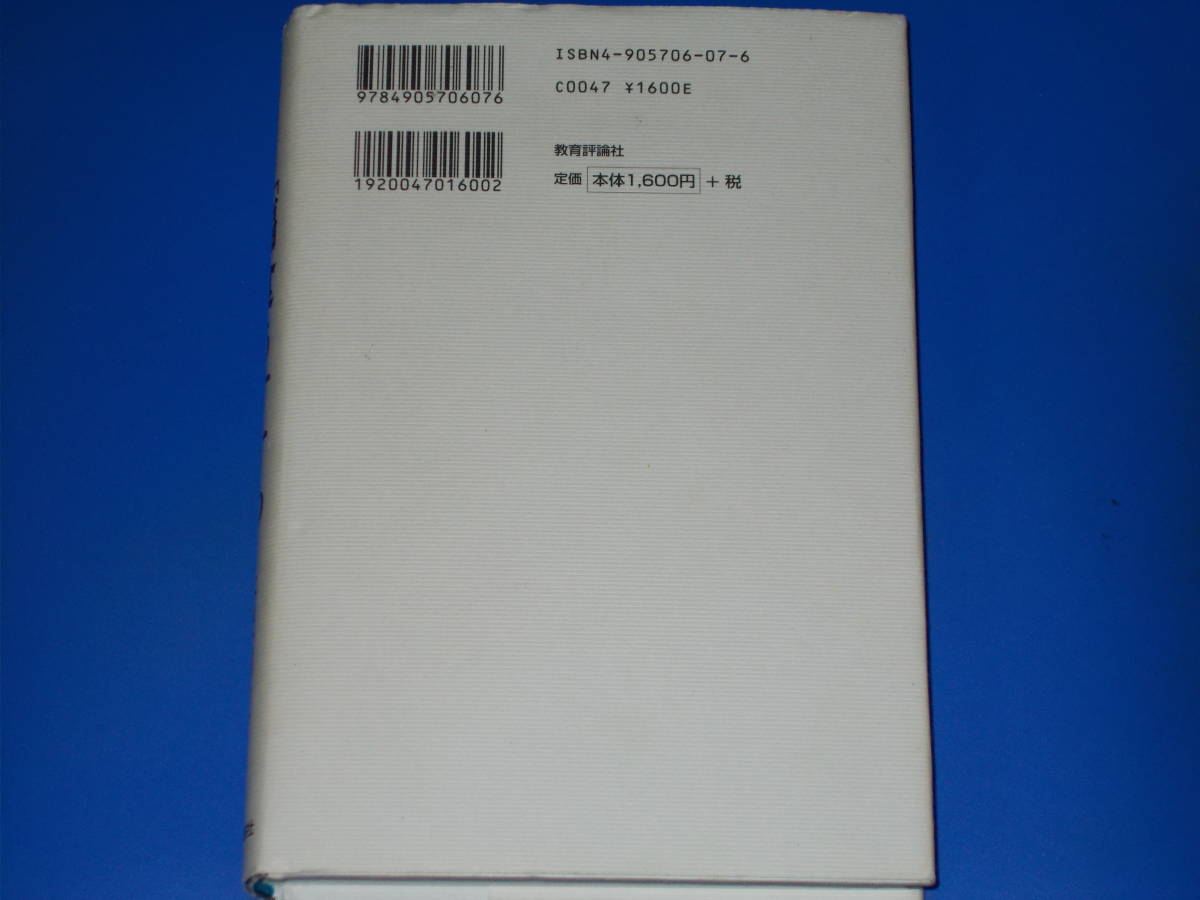 9784905706076
ISBN4-905706-07-6
C0047 ¥1600E
1920047016002
教育評論社
定価 本体1,600円 + 税